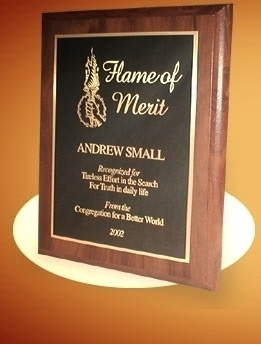 Flame of
Merit
ANDREW SMALL
Recognized for
Tireless Effort in the Search
For Truth in daily life
From the
Congregation for a Better World
2002